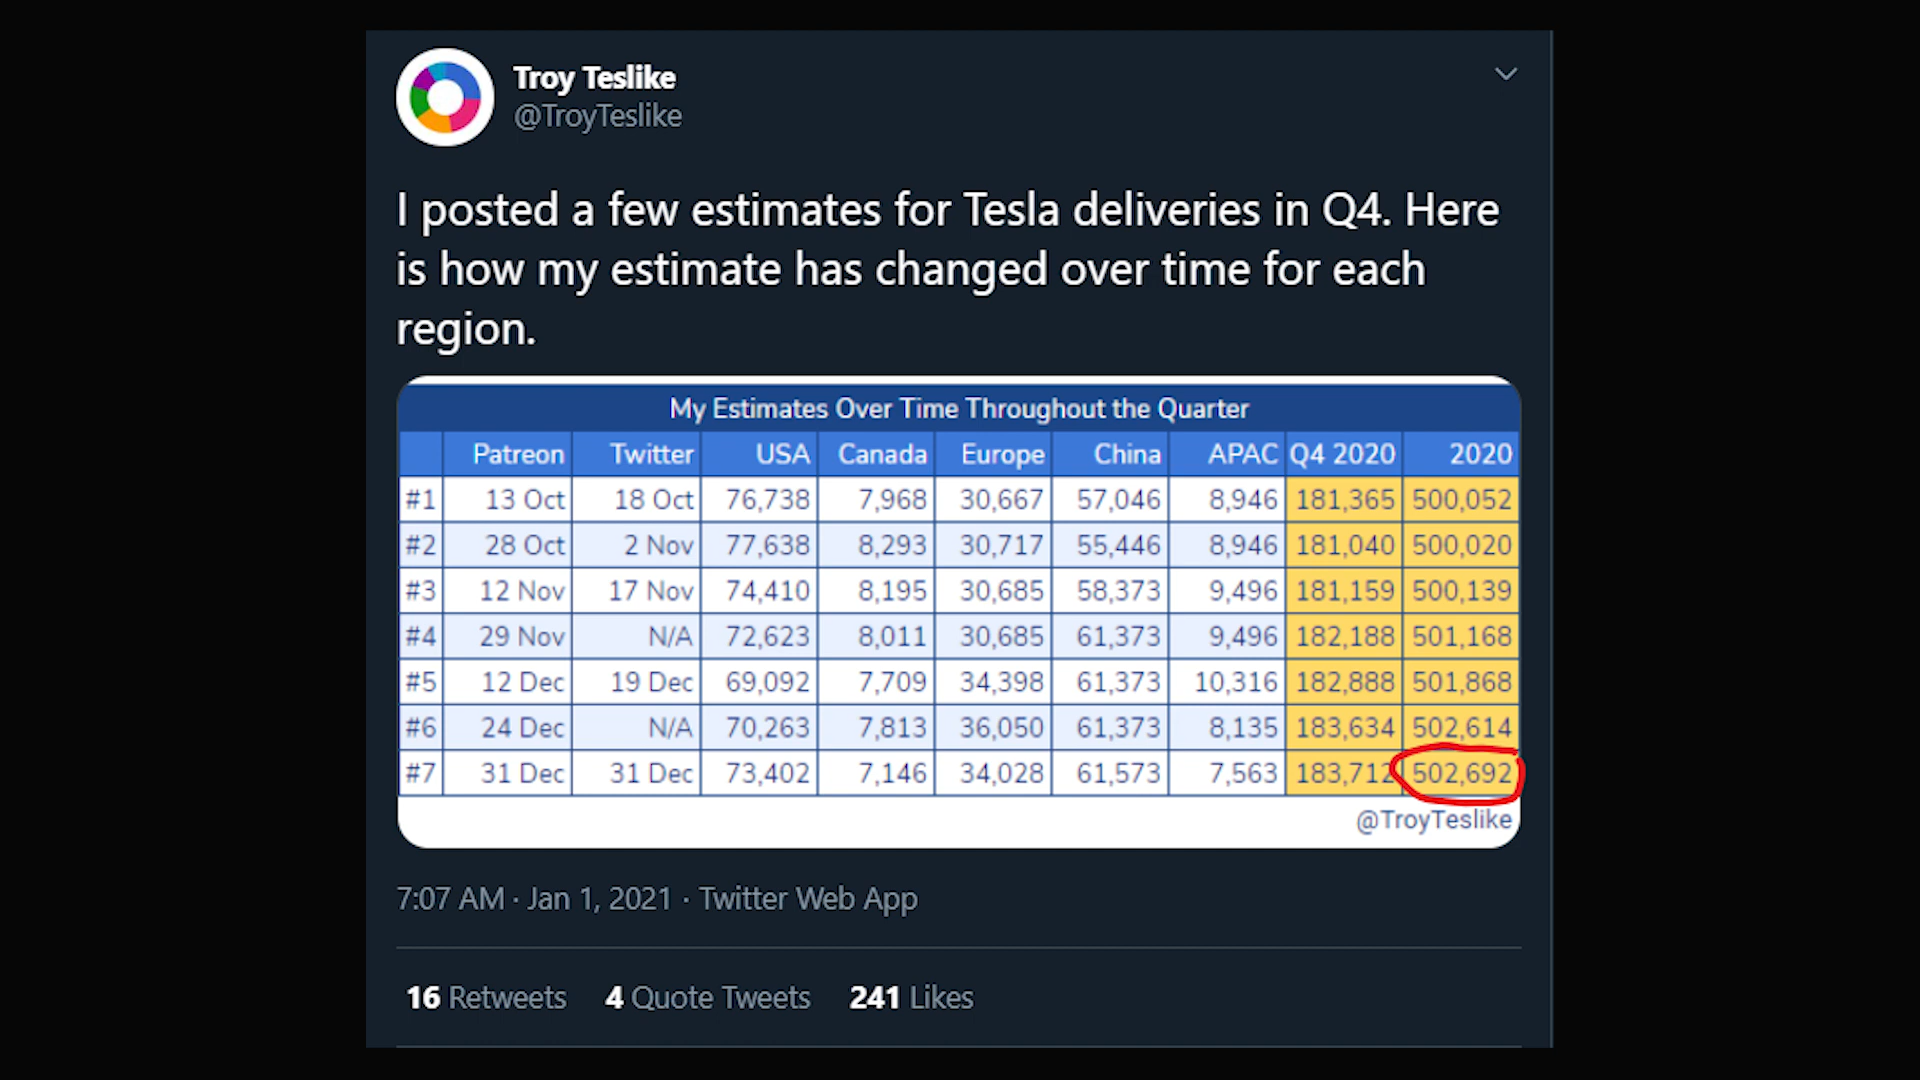 Troy Teslike
@TroyTeslike
I posted a few estimates for Tesla deliveries in Q4. Here
is how my estimate has changed over time for each
region.
My Estimates Over Time Throughout the Quarter
Patreon Twitter USA Canada Europe China APAC Q4 2020 2020
#1 13 Oct 18 Oct 76,738 7,968 30,667 57,046 8,946 181,365 500,052
#2 28 Oct 2 Nov 77,638 8,293 30,717 55,446 8,946 181,040 500,020
#3 12 Nov 17 Nov 74,410 8,195 30,685 58,373 9,496 181,159 500,139
#4 29 Nov N/A 72,623 8,011 30,685 61,373 9,496 182,188 501,168
#5 12 Dec 19 Dec 69,092 7,709 34,398 61,373 10,316 182,888 501,868
#6 24 Dec N/A 70,263 7,813 36,050 61,373 8,135 183,634 502,614
#7 31 Dec 31 Dec 73,402 7,146 34,028 61,573 7,563 183,712 502,692
@TroyTeslike
7:07 AM · Jan 1, 2021 · Twitter Web App
16 Retweets 4 Quote Tweets 241 Likes